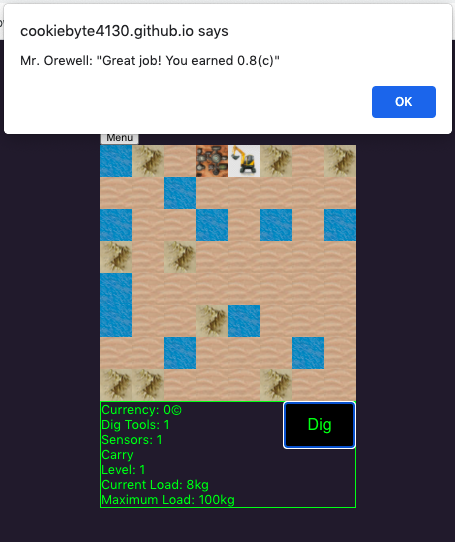 cookiebyte4130.github.io says
Mr. Orewell: "Great job! You earned 0.8(c)"
OK
Menu
Currency: 0©
Dig Tools: 1
Sensors: 1
Carry
Level: 1
Current Load: 8kg
Maximum Load: 100kg
Dig